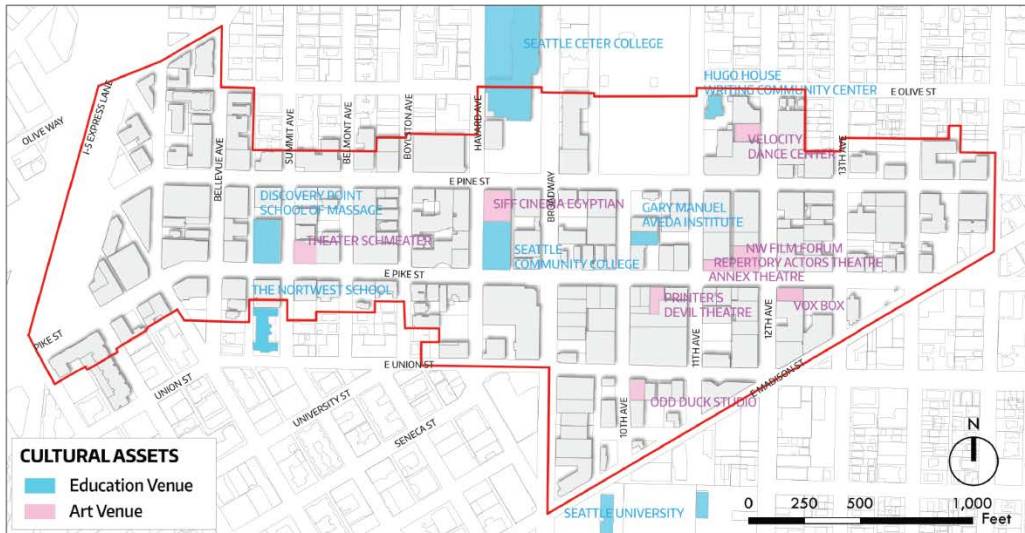 SEATTLE CETER COLLEGE
HUGO HOUSE
WRITING COMMUNITY CENTER
E OLIVE ST
OLIVE WAY
I-5 EXPRESS LANE
BELLEVUE AVE
SUMMIT AVE
BELMONT AVE
BOYLSTON AVE
HAVARD AVE
VELOCITY
DANCE CENTER
13TH AVE
E PINE ST
BROADWAY
DISCOVERY POINT
SCHOOL OF MASSAGE
SIFF CINEMA EGYPTIAN
GARY MANUEL
AVEDA INSTITUTE
THEATER SCHMEATER
SEATTLE
COMMUNITY COLLEGE
NW FILM FORUM
REPERTORY ACTORS THEATRE
ANNEX THEATRE
E PIKE ST
THE NORTWEST SCHOOL
PRINTER'S
DEVIL THEATRE
VOX BOX
12TH AVE
11TH AVE
PIKE ST
E UNION ST
UNION ST
UNIVERSITY ST
SENECA ST
E MADISON ST
10TH AVE
ODD DUCK STUDIO
SEATTLE UNIVERSITY
CULTURAL ASSETS
Education Venue
Art Venue
N
0 250 500 1,000
Feet